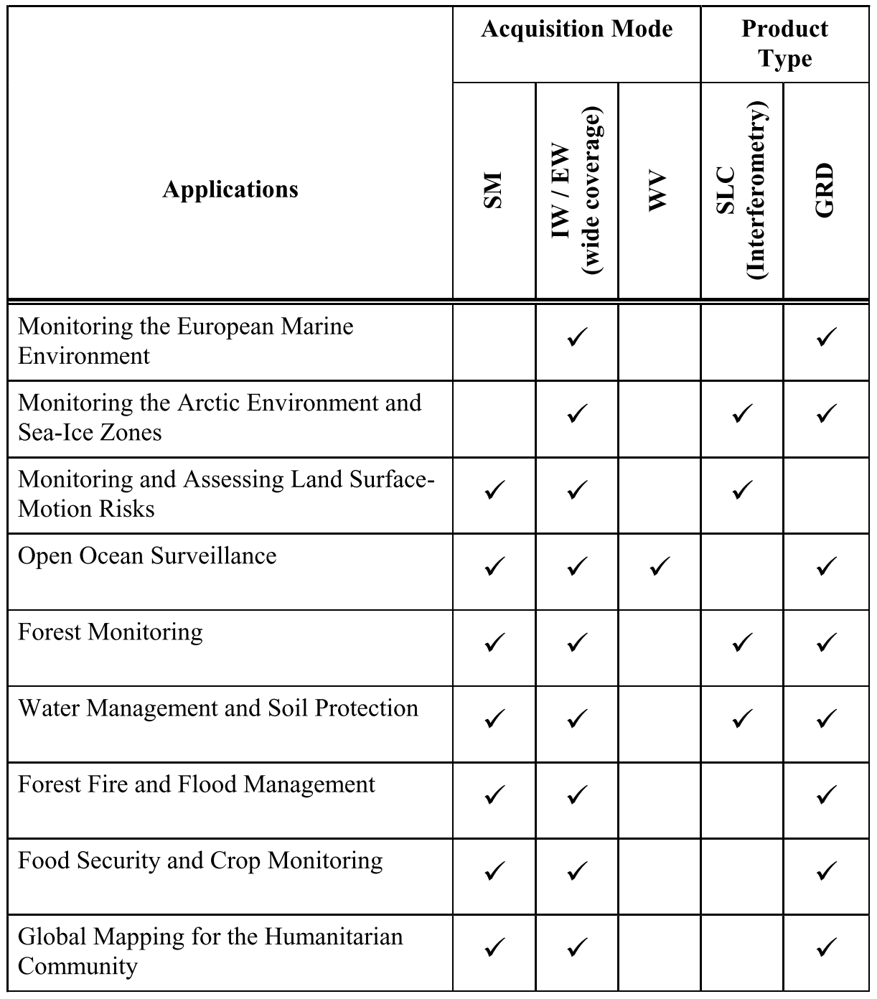 Acquisition Mode
Product
Type
Applications
SM
IW / EW
(wide coverage)
WV
SLC
(Interferometry)
GRD
Monitoring the European Marine
Environment
✓ ✓
Monitoring the Arctic Environment and
Sea-Ice Zones
✓ ✓ ✓
Monitoring and Assessing Land Surface-
Motion Risks
✓ ✓ ✓
Open Ocean Surveillance
✓ ✓ ✓ ✓
Forest Monitoring
✓ ✓ ✓ ✓
Water Management and Soil Protection
✓ ✓ ✓ ✓
Forest Fire and Flood Management
✓ ✓ ✓
Food Security and Crop Monitoring
✓ ✓ ✓
Global Mapping for the Humanitarian
Community
✓ ✓ ✓